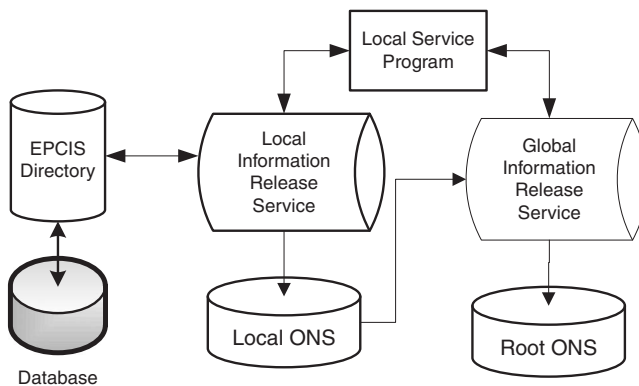 Local Service
Program
EPCIS
Directory
Local
Information
Release
Service
Global
Information
Release
Service
Local ONS
Root ONS
Database